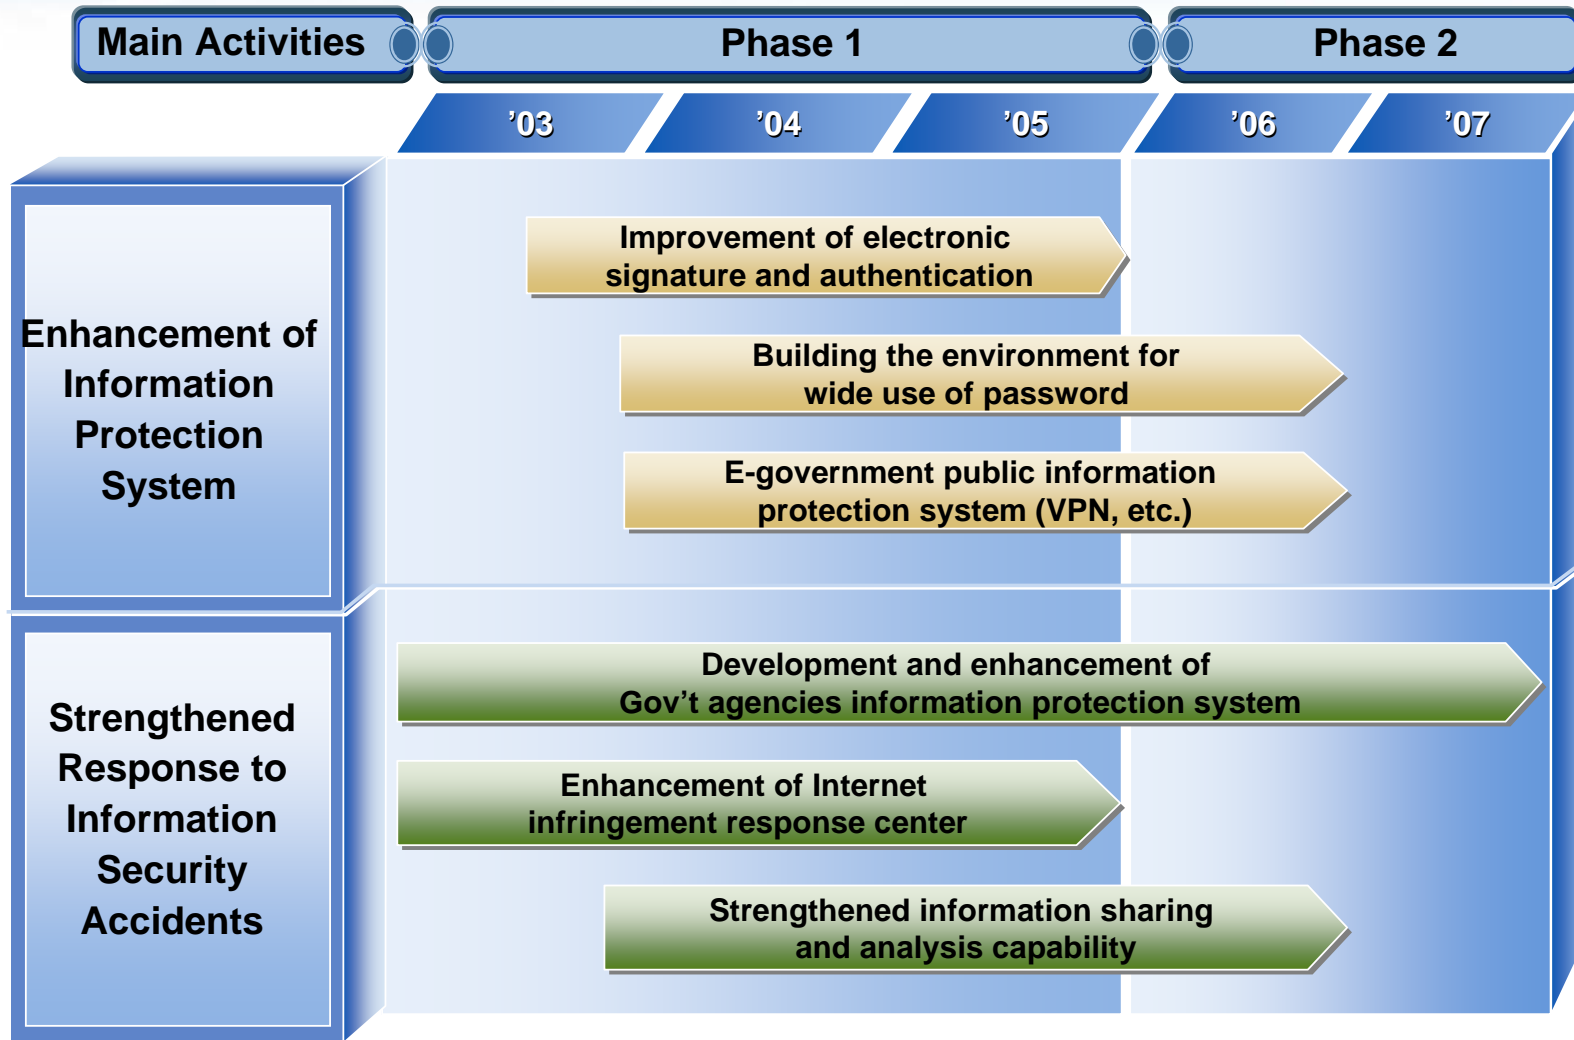 Main Activities
Phase 1
Phase 2
’03
’04
’05
’06
’07
Enhancement of
Information
Protection
System
Improvement of electronic
signature and authentication
Building the environment for
wide use of password
E-government public information
protection system (VPN, etc.)
Strengthened
Response to
Information
Security
Accidents
Development and enhancement of
Gov’t agencies information protection system
Enhancement of Internet
infringement response center
Strengthened information sharing
and analysis capability